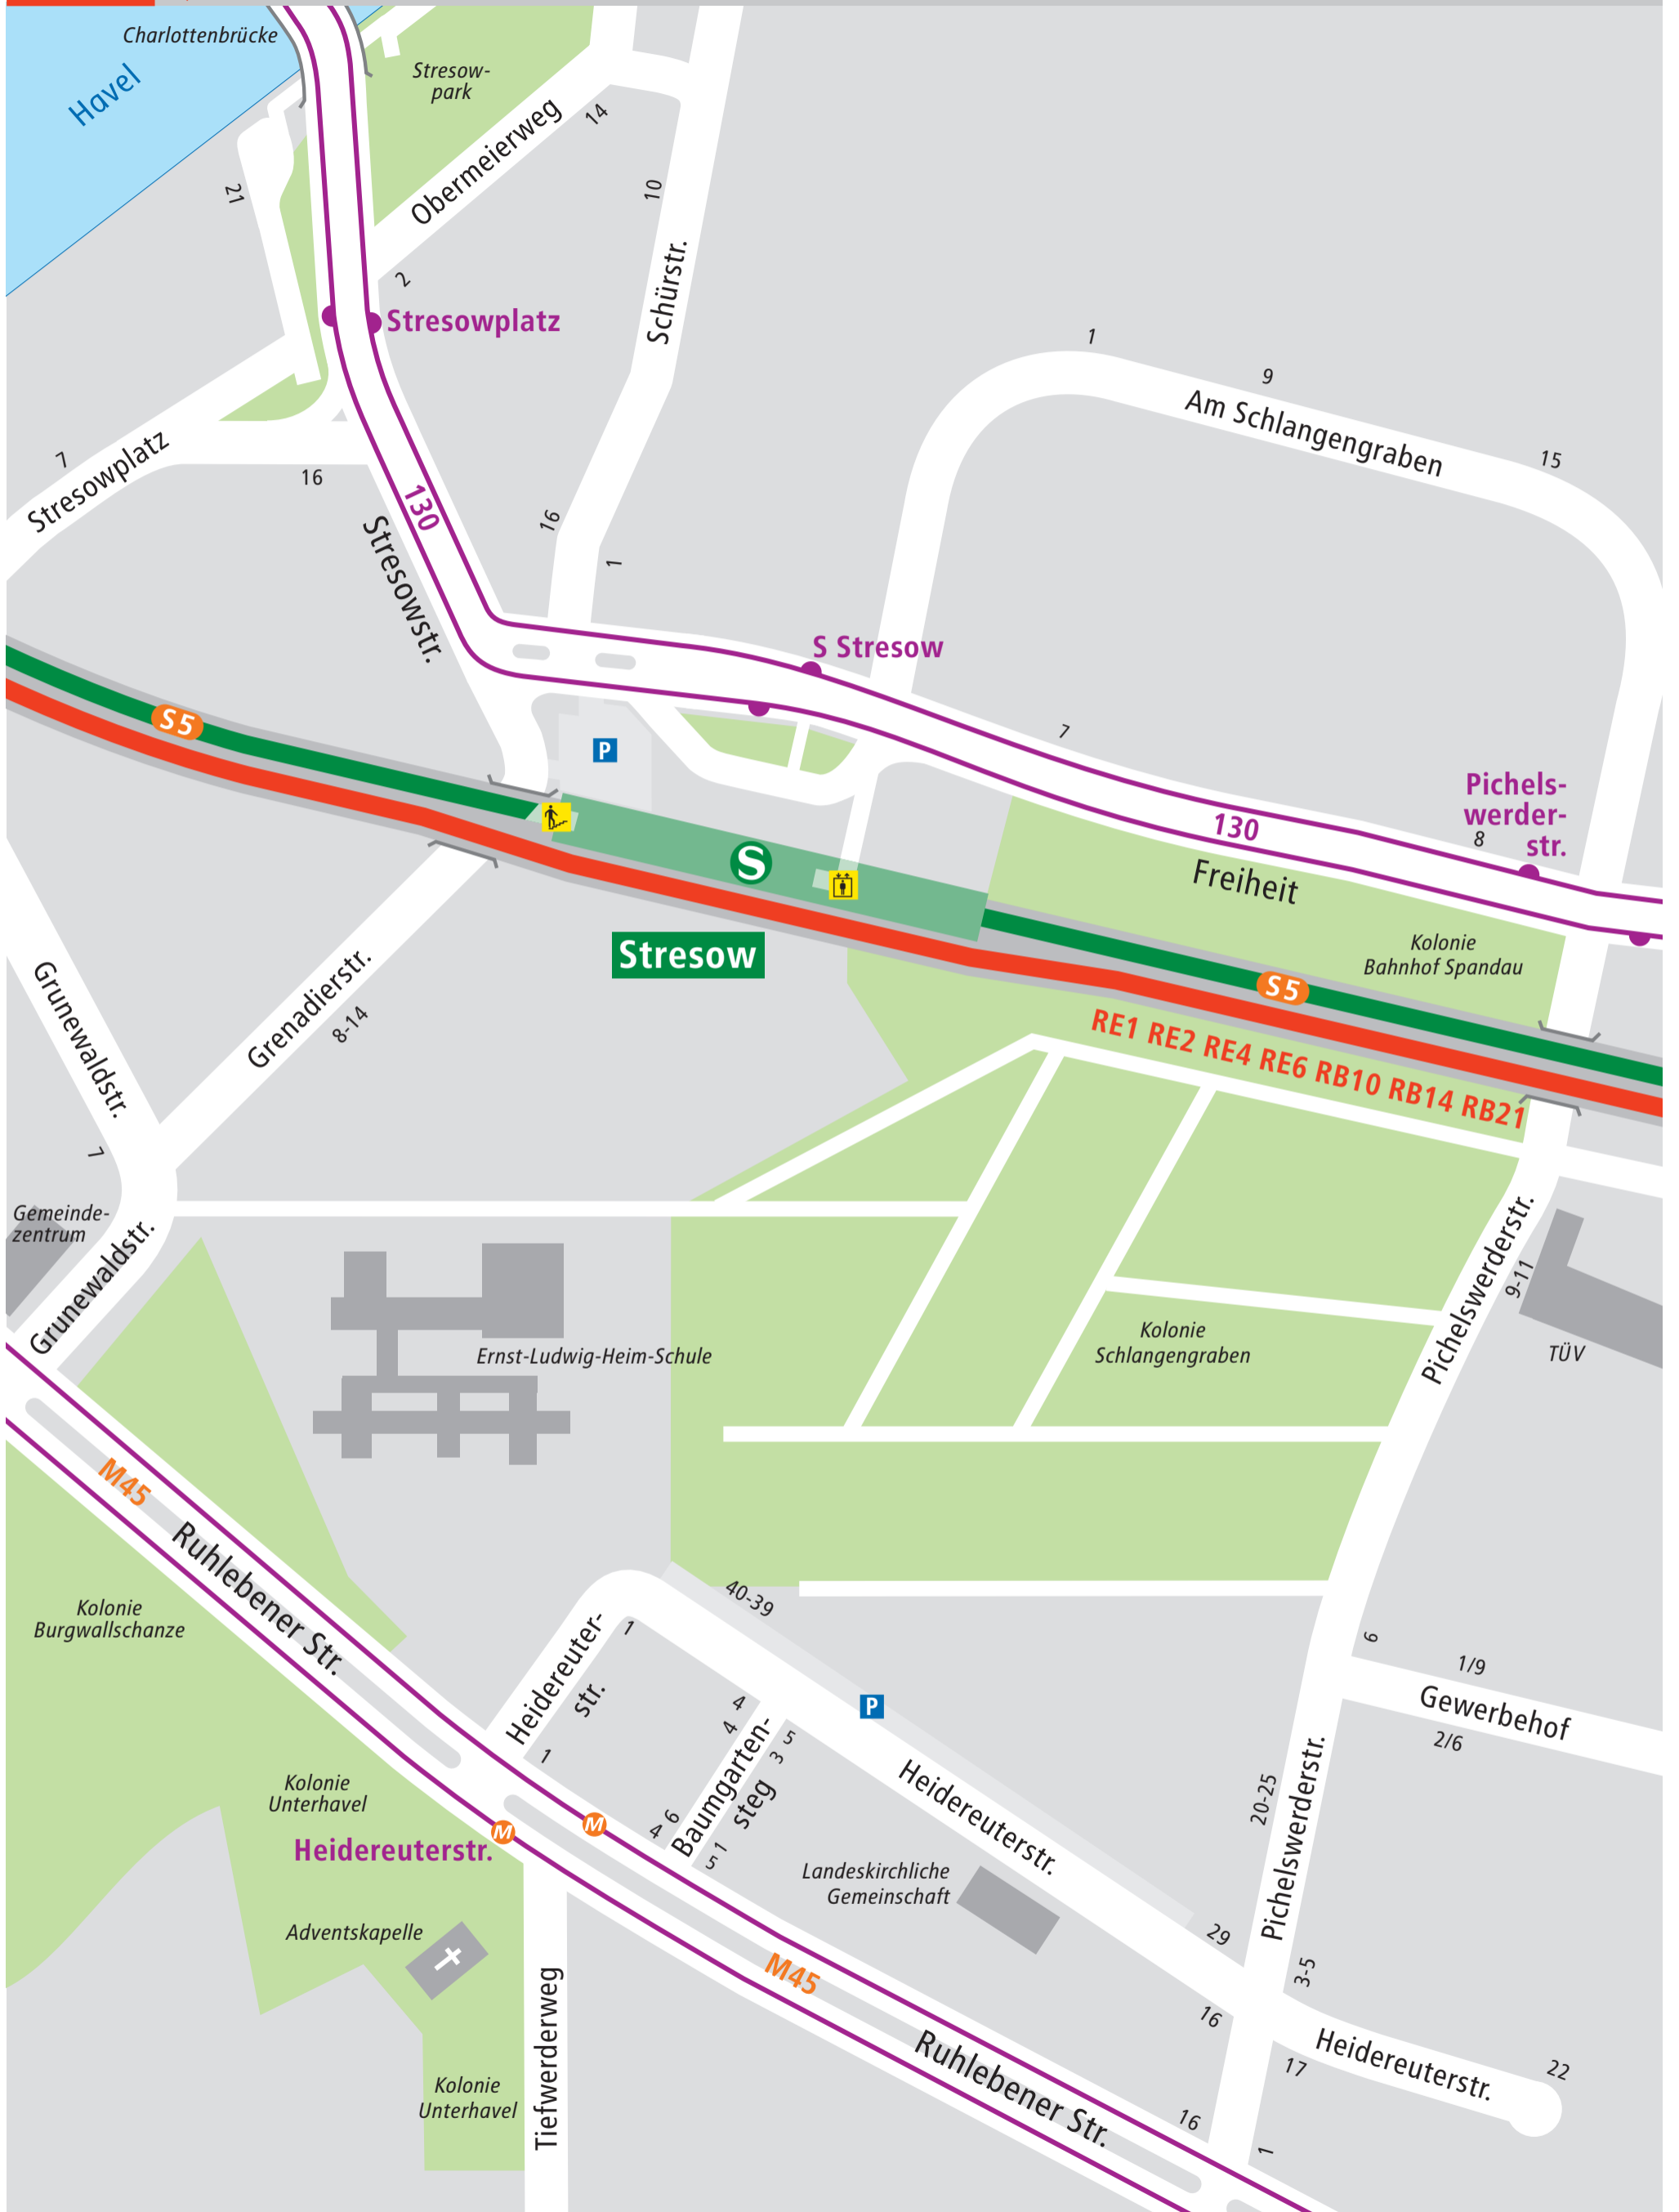 Charlottenbrücke
Havel
Stresow-
park
Obermeierweg
14
21
10
2
Schürstr.
Stresowplatz
1
9
Am Schlangengraben
15
7
Stresowplatz
16
130
16
1
Stresowstr.
S Stresow
S5
7
P
Pichels-
werder-
str.
8
130
Freiheit
S
Stresow
Kolonie
Bahnhof Spandau
S5
RE1 RE2 RE4 RE6 RB10 RB14 RB21
Grunewaldstr.
Grenadierstr.
8-14
7
Gemeinde-
zentrum
Grunewaldstr.
Pichelswerderstr.
9-11
TÜV
Ernst-Ludwig-Heim-Schule
Kolonie
Schlangengraben
M45
Ruhlebener Str.
Kolonie
Burgwallschanze
40-39
Heidereuter-
str.
1
1
6
1/9
Gewerbehof
2/6
P
4
4
5
3
Baumgarten-
steg
4
6
5
1
Heidereuterstr.
20-25
Pichelswerderstr.
Kolonie
Unterhavel
M
M
Heidereuterstr.
Landeskirchliche
Gemeinschaft
Adventskapelle
M45
29
3-5
16
Heidereuterstr.
17
22
Tiefwerderweg
Ruhlebener Str.
Kolonie
Unterhavel
16
1